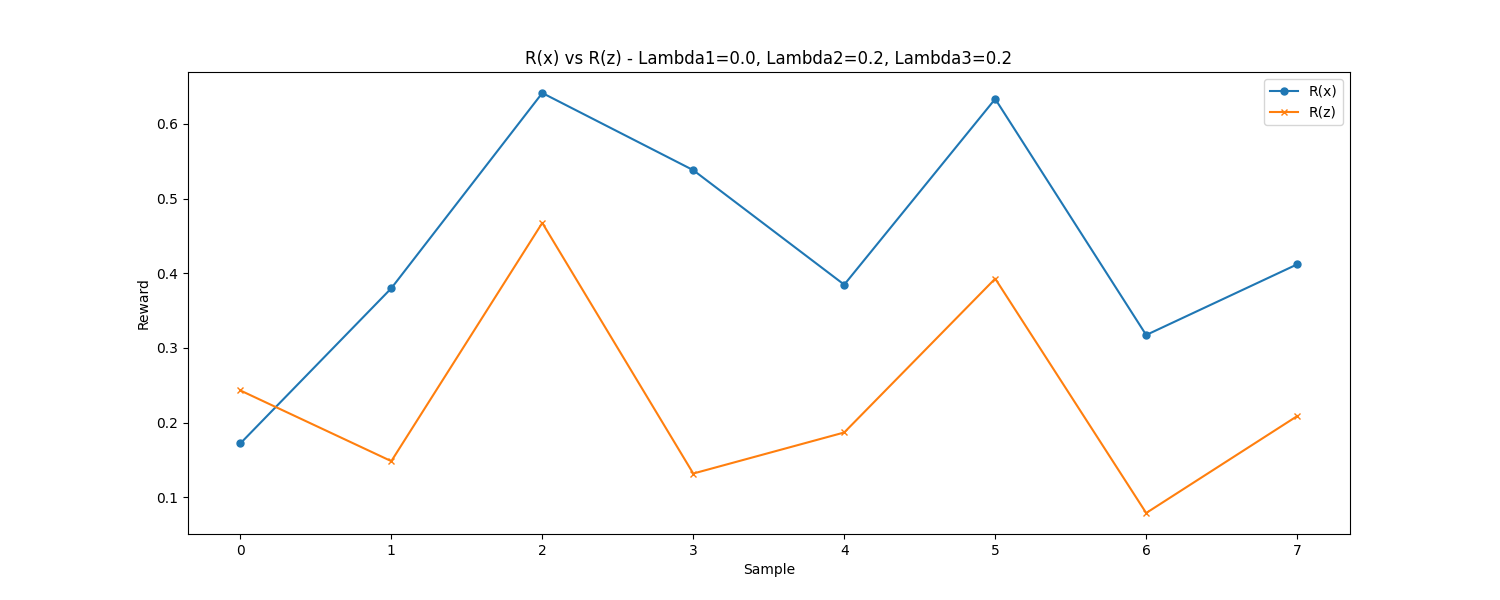 R(x) vs R(z) - Lambda1=0.0, Lambda2=0.2, Lambda3=0.2
R(x)
R(z)
0.6
0.5
0.4
0.3
0.2
0.1
Reward
0 1 2 3 4 5 6 7
Sample